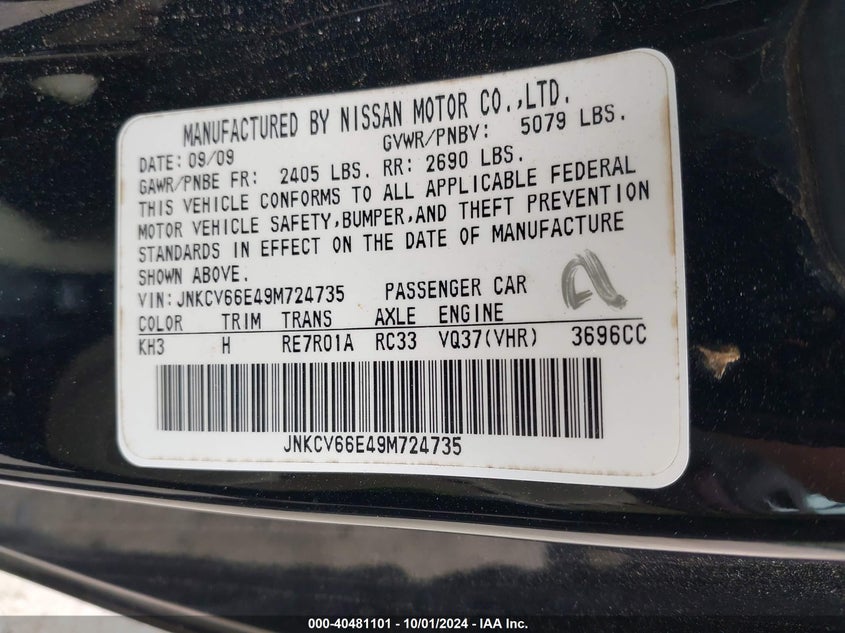 MANUFACTURED BY NISSAN MOTOR CO.,LTD.
DATE: 09/09 GVWR/PNBV: 5079 LBS.
GAWR/PNBE FR: 2405 LBS. RR: 2690 LBS.
THIS VEHICLE CONFORMS TO ALL APPLICABLE FEDERAL
MOTOR VEHICLE SAFETY,BUMPER,AND THEFT PREVENTION
STANDARDS IN EFFECT ON THE DATE OF MANUFACTURE
SHOWN ABOVE.
VIN:JNKCV66E49M724735 PASSENGER CAR
COLOR TRIM TRANS AXLE ENGINE
KH3 H RE7R01A RC33 VQ37(VHR) 3696CC
JNKCV66E49M724735
000-40481101 - 10/01/2024 - IAA Inc.